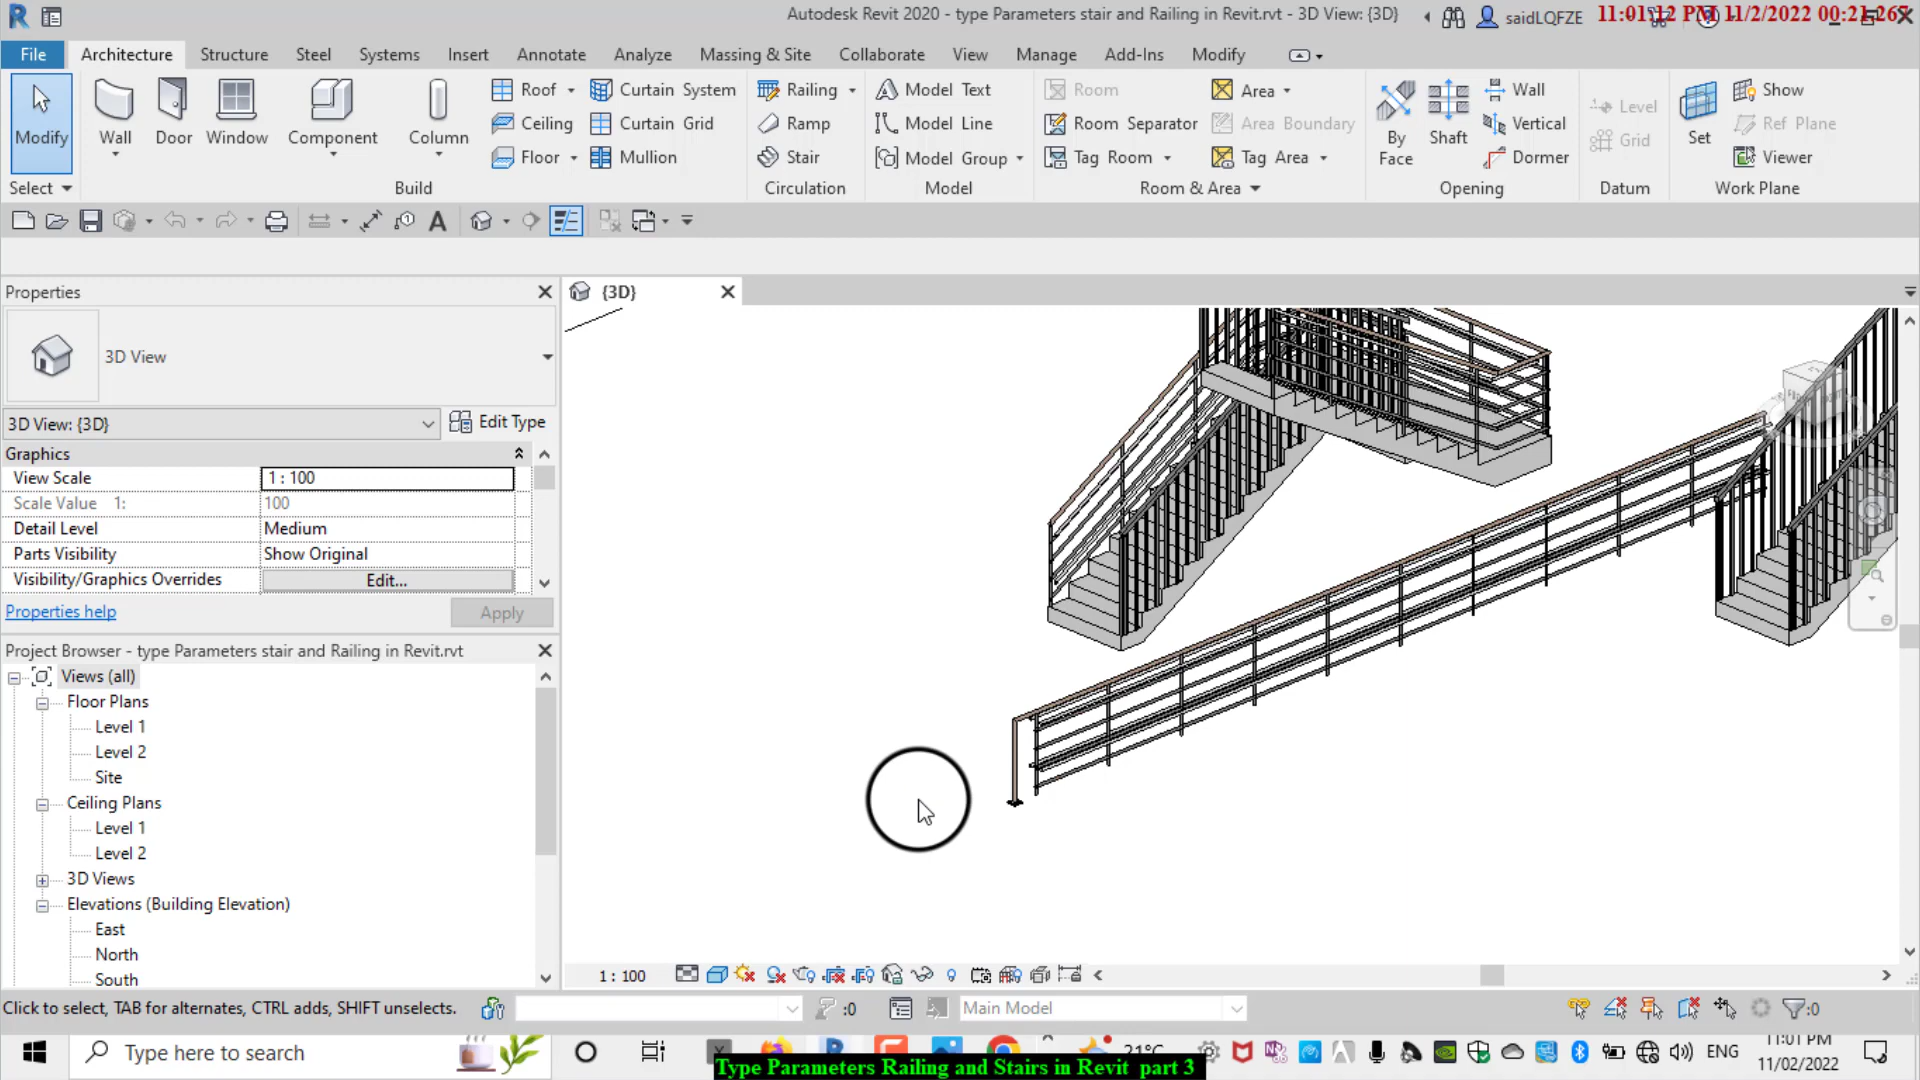 Autodesk Revit 2020 - type Parameters stair and Railing in Revit.rvt - 3D View: {3D}
saidLQFZE
11:01:12 PM 11/2/2022 00:21.267
File Architecture Structure Steel Systems Insert Annotate Analyze Massing & Site Collaborate View Manage Add-Ins Modify
Modify
Wall
Door
Window
Component
Column
Roof
Ceiling
Floor
Curtain System
Curtain Grid
Mullion
Railing
Ramp
Stair
Model Text
Model Line
Model Group
Room
Room Separator
Tag Room
Area
Area Boundary
Tag Area
By Face
Shaft
Wall
Vertical
Dormer
Level
Grid
Set
Show
Ref Plane
Viewer
Select Build Circulation Model Room & Area Opening Datum Work Plane
Properties
{3D}
3D View
3D View: {3D}
Edit Type
Graphics
View Scale 1 : 100
Scale Value 1: 100
Detail Level Medium
Parts Visibility Show Original
Visibility/Graphics Overrides Edit...
Properties help
Apply
Project Browser - type Parameters stair and Railing in Revit.rvt
Views (all)
Floor Plans
Level 1
Level 2
Site
Ceiling Plans
Level 1
Level 2
3D Views
Elevations (Building Elevation)
East
North
South
1 : 100
Click to select, TAB for alternates, CTRL adds, SHIFT unselects.
:0
Main Model
:0
Type here to search
21°C
ENG
11:01 PM
11/02/2022
Type Parameters Railing and Stairs in Revit part 3